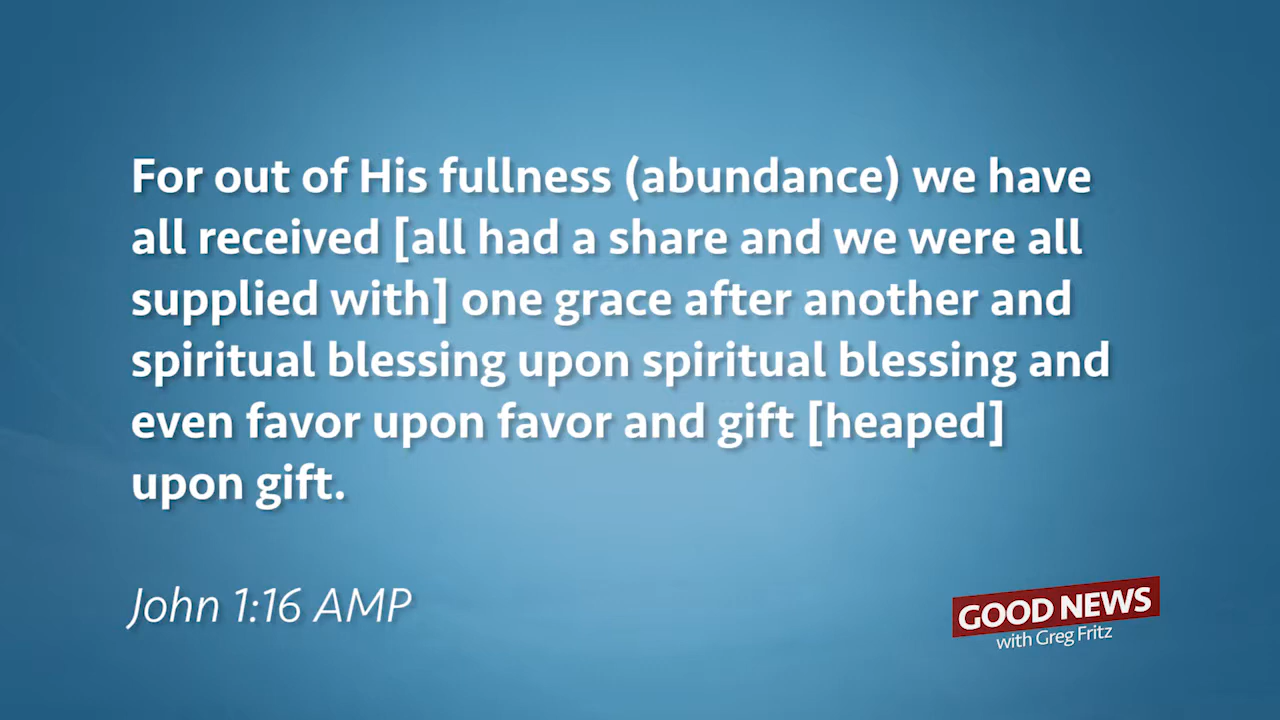 For out of His fullness (abundance) we have
all received [all had a share and we were all
supplied with] one grace after another and
spiritual blessing upon spiritual blessing and
even favor upon favor and gift [heaped]
upon gift.
John 1:16 AMP
GOOD NEWS
with Greg Fritz